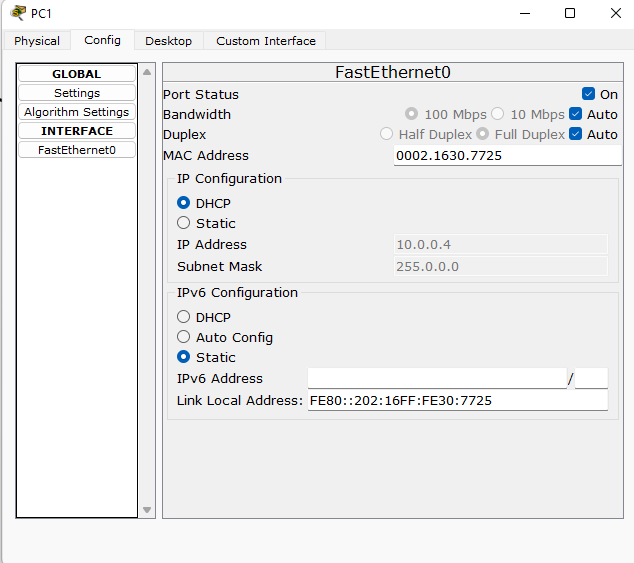 PC1
Physical Config Desktop Custom Interface
GLOBAL
Settings
Algorithm Settings
INTERFACE
FastEthernet0
FastEthernet0
Port Status On
Bandwidth 100 Mbps 10 Mbps Auto
Duplex Half Duplex Full Duplex Auto
MAC Address 0002.1630.7725
IP Configuration
DHCP
Static
IP Address 10.0.0.4
Subnet Mask 255.0.0.0
IPv6 Configuration
DHCP
Auto Config
Static
IPv6 Address /
Link Local Address: FE80::202:16FF:FE30:7725